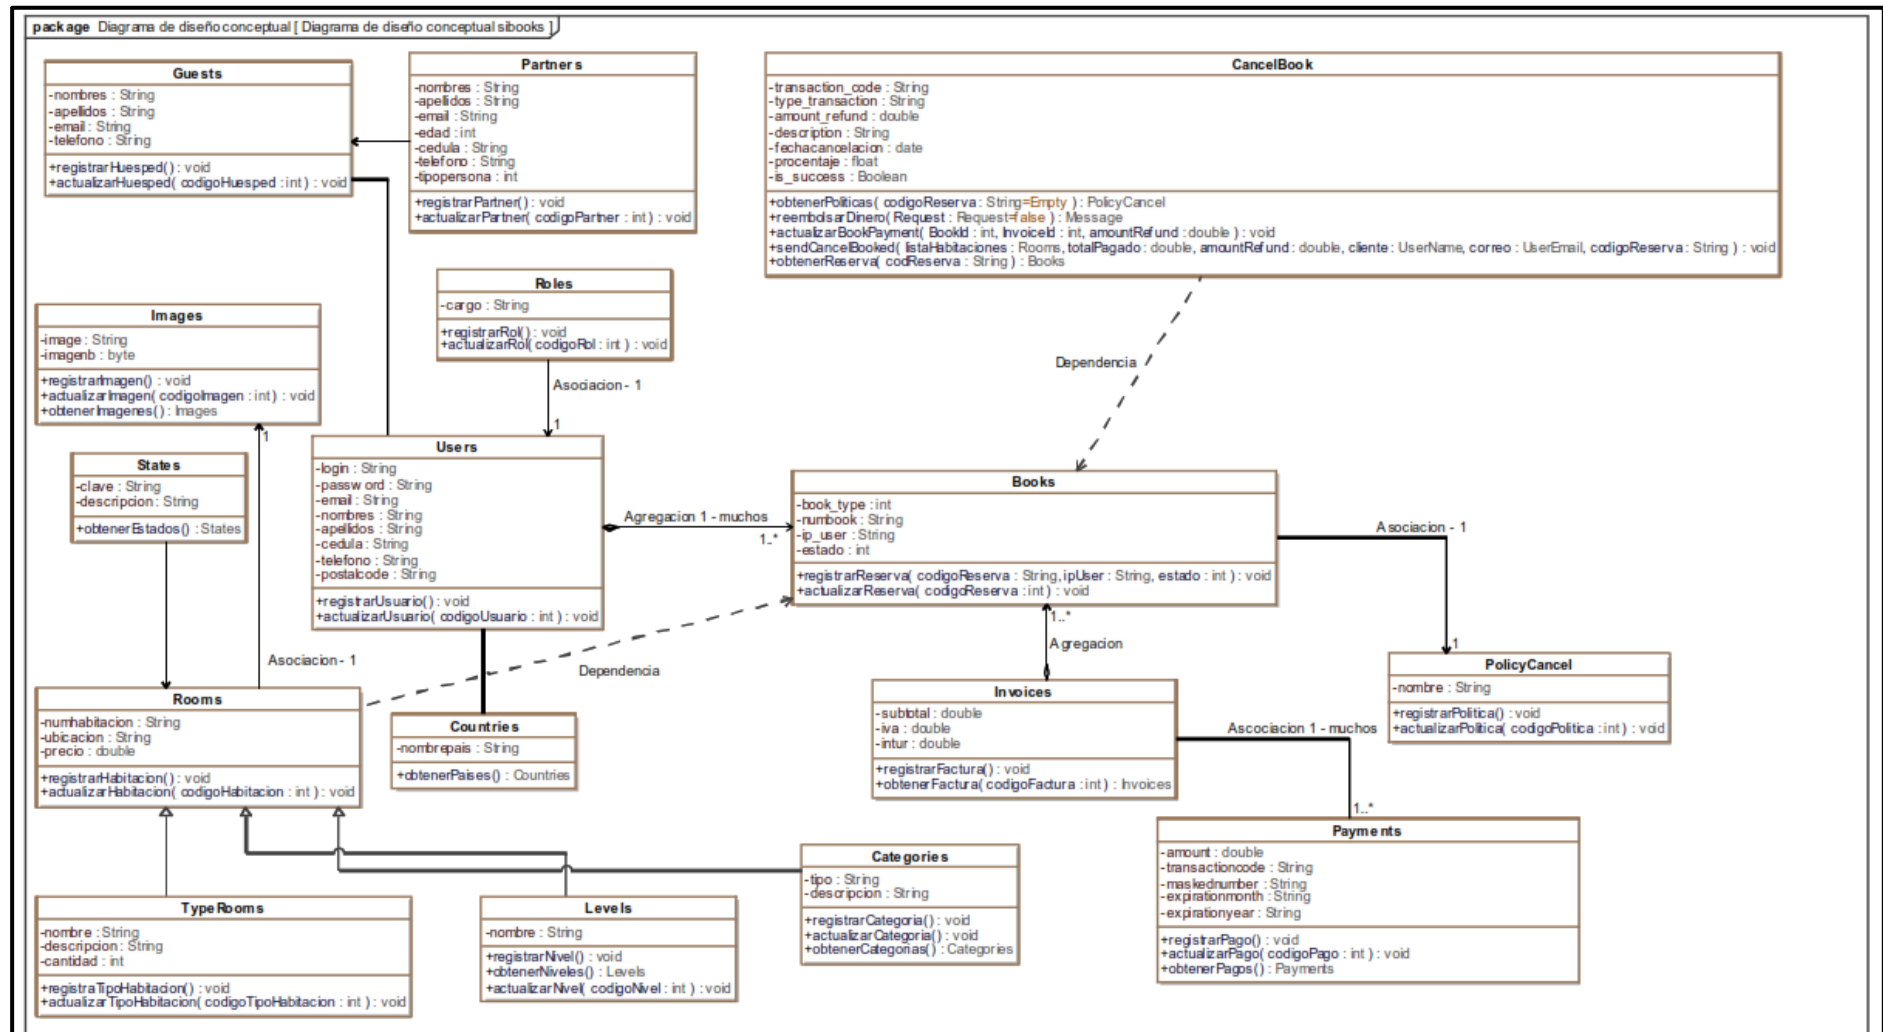 package Diagrama de diseño conceptual [ Diagrama de diseño conceptual sibooks ]
Guests
-nombres : String
-apellidos : String
-email : String
-telefono : String
+registrarHuesped() : void
+actualizarHuesped( codigoHuesped : int ) : void
Partners
-nombres : String
-apellidos : String
-email : String
-edad : int
-cedula : String
-telefono : String
-tipopersona : int
+registrarPartner() : void
+actualizarPartner( codigoPartner : int ) : void
CancelBook
-transaction_code : String
-type_transaction : String
-amount_refund : double
-description : String
-fechacancelacion : date
-procentaje : float
-is_success : Boolean
+obtenerPoliticas( codigoReserva : String=Empty ) : PolicyCancel
+reembolsarDinero( Request : Request=false ) : Message
+actualizarBookPayment( BookId : int, InvoiceId : int, amountRefund : double ) : void
+sendCancelBooked( listaHabitaciones : Rooms, totalPagado : double, amountRefund : double, cliente : UserName, correo : UserEmail, codigoReserva : String ) : void
+obtenerReserva( codReserva : String ) : Books
Roles
-cargo : String
+registrarRol() : void
+actualizarRol( codigoRol : int ) : void
Images
-image : String
-imagenb : byte
+registrarImagen() : void
+actualizarImagen( codigoImagen : int ) : void
+obtenerImagenes() : Images
Dependencia
Asociacion - 1
1
1
States
-clave : String
-descripcion : String
+obtenerEstados() : States
Users
-login : String
-password : String
-email : String
-nombres : String
-apellidos : String
-cedula : String
-telefono : String
-postalcode : String
+registrarUsuario() : void
+actualizarUsuario( codigoUsuario : int ) : void
Agregacion 1 - muchos
1..*
Books
-book_type : int
-numbook : String
-ip_user : String
-estado : int
+registrarReserva( codigoReserva : String, ipUser : String, estado : int ) : void
+actualizarReserva( codigoReserva : int ) : void
Asociacion - 1
1
1..*
Agregacion
Asociacion - 1
Dependencia
PolicyCancel
-nombre : String
+registrarPolitica() : void
+actualizarPolitica( codigoPolitica : int ) : void
Rooms
-numhabitacion : String
-ubicacion : String
-precio : double
+registrarHabitacion() : void
+actualizarHabitacion( codigoHabitacion : int ) : void
Countries
-nombrepais : String
+obtenerPaises() : Countries
Invoices
-subtotal : double
-iva : double
-intur : double
+registrarFactura() : void
+obtenerFactura( codigoFactura : int ) : Invoices
Ascociacion 1 - muchos
1..*
Payments
-amount : double
-transactioncode : String
-maskednumber : String
-expirationmonth : String
-expirationyear : String
+registrarPago() : void
+actualizarPago( codigoPago : int ) : void
+obtenerPagos() : Payments
Categories
-tipo : String
-descripcion : String
+registrarCategoria() : void
+actualizarCategoria() : void
+obtenerCategorias() : Categories
TypeRooms
-nombre : String
-descripcion : String
-cantidad : int
+registraTipoHabitacion() : void
+actualizarTipoHabitacion( codigoTipoHabitacion : int ) : void
Levels
-nombre : String
+registrarNivel() : void
+obtenerNiveles() : Levels
+actualizarNivel( codigoNivel : int ) : void